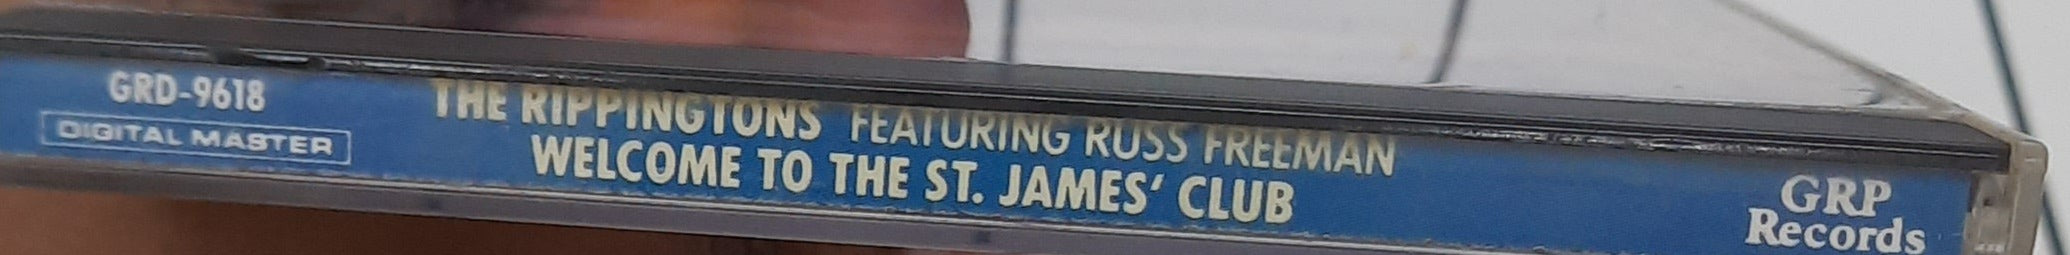 GRD-9618
DIGITAL MASTER
THE RIPPINGTONS FEATURING RUSS FREEMAN
WELCOME TO THE ST. JAMES' CLUB
GRP
Records